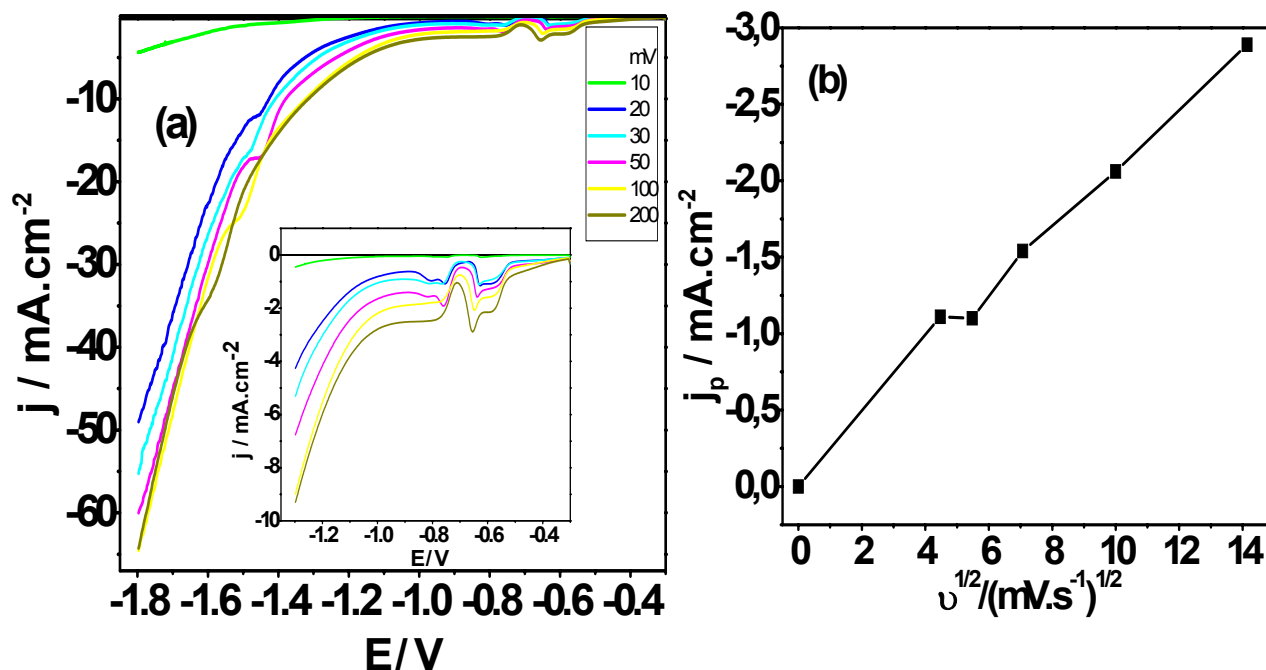 (a)
mV
10
20
30
50
100
200
j / mA.cm-2
-10
-20
-30
-40
-50
-60
-1.8 -1.6 -1.4 -1.2 -1.0 -0.8 -0.6 -0.4
E/ V
0
-2
-4
-6
-8
-10
j / mA.cm-2
-1.2 -1.0 -0.8 -0.6 -0.4
E/ V
(b)
jp / mA.cm-2
-3,0
-2,5
-2,0
-1,5
-1,0
-0,5
0,0
0 2 4 6 8 10 12 14
υ1/2/(mV.s-1)1/2